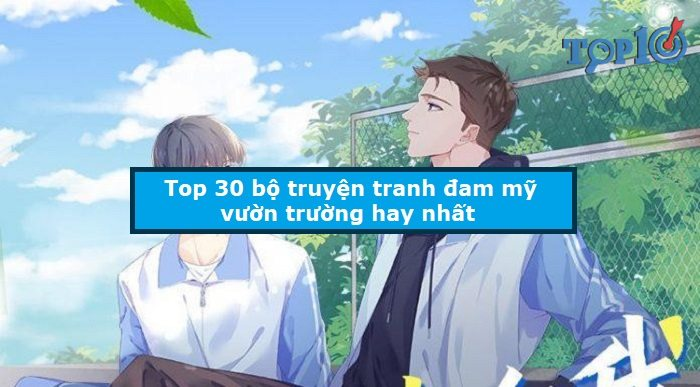 TOP10
Top 30 bộ truyện tranh đam mỹ
vườn trường hay nhất